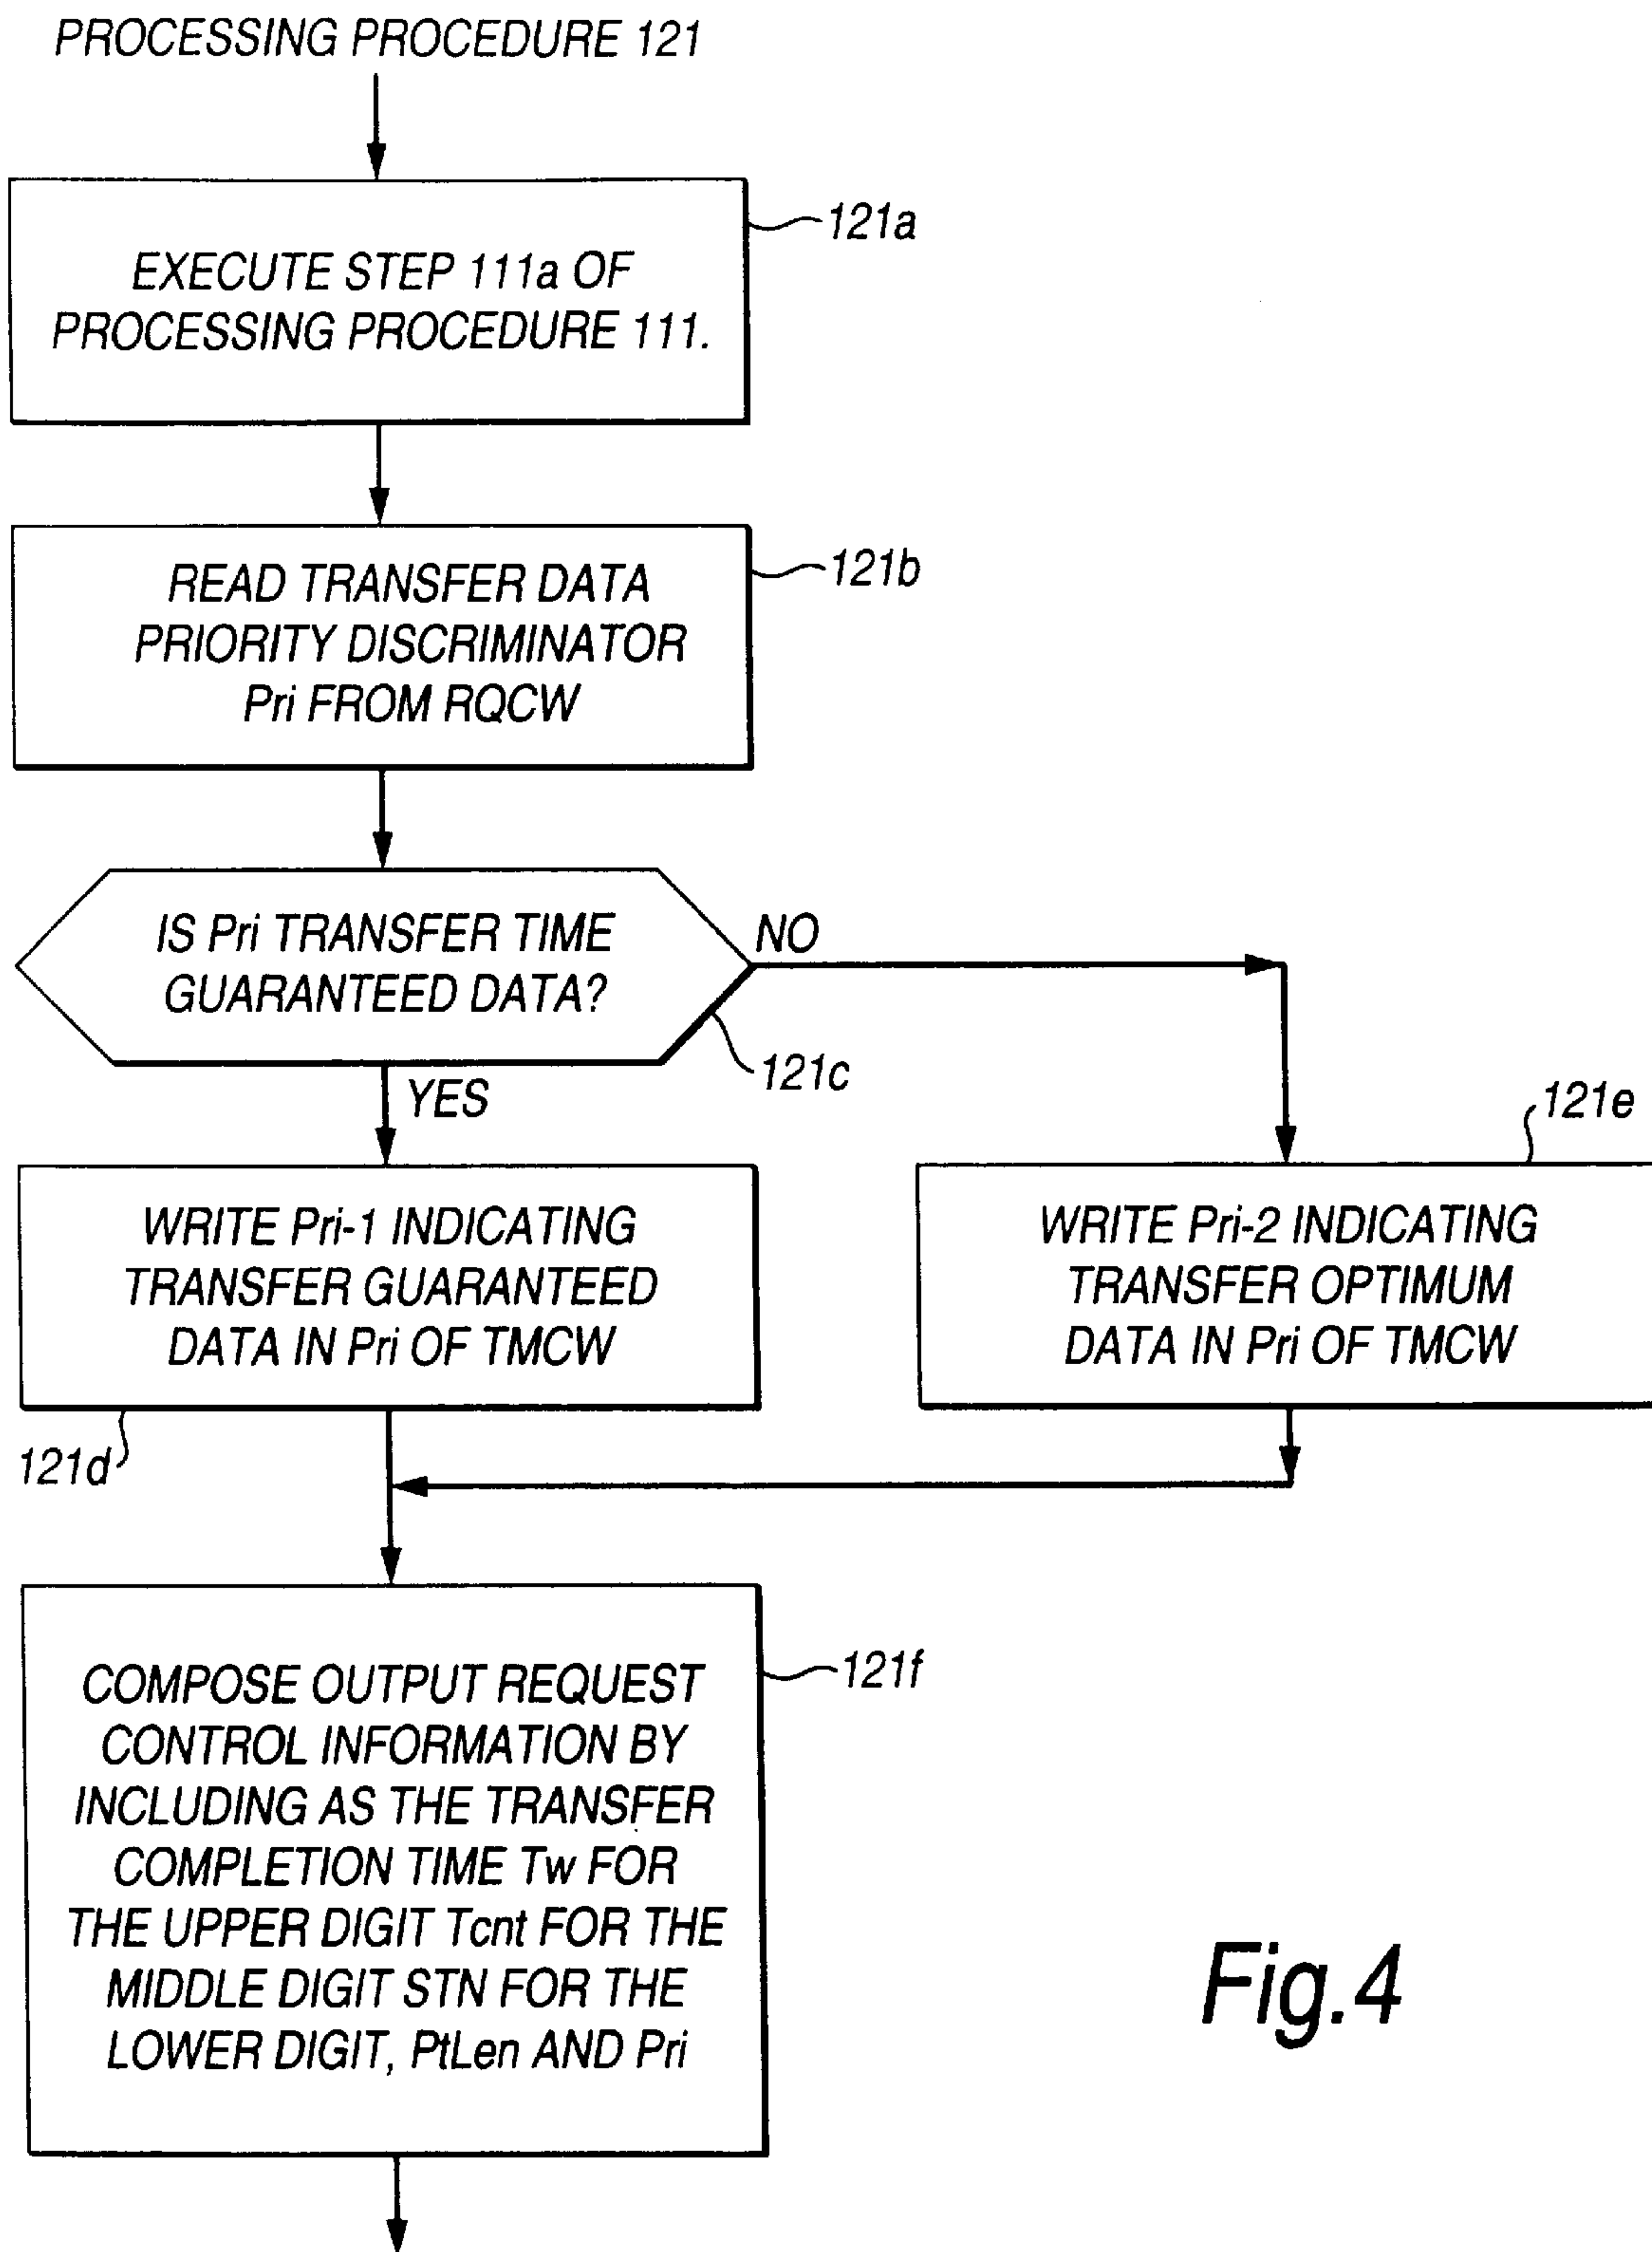 PROCESSING PROCEDURE 121
EXECUTE STEP 111a OF
PROCESSING PROCEDURE 111.
121a
READ TRANSFER DATA
PRIORITY DISCRIMINATOR
Pri FROM RQCW
121b
IS Pri TRANSFER TIME
GUARANTEED DATA?
NO
121c
YES
121e
WRITE Pri-1 INDICATING
TRANSFER GUARANTEED
DATA IN Pri OF TMCW
WRITE Pri-2 INDICATING
TRANSFER OPTIMUM
DATA IN Pri OF TMCW
121d
COMPOSE OUTPUT REQUEST
CONTROL INFORMATION BY
INCLUDING AS THE TRANSFER
COMPLETION TIME Tw FOR
THE UPPER DIGIT Tcnt FOR THE
MIDDLE DIGIT STN FOR THE
LOWER DIGIT, PtLen AND Pri
121f
Fig.4